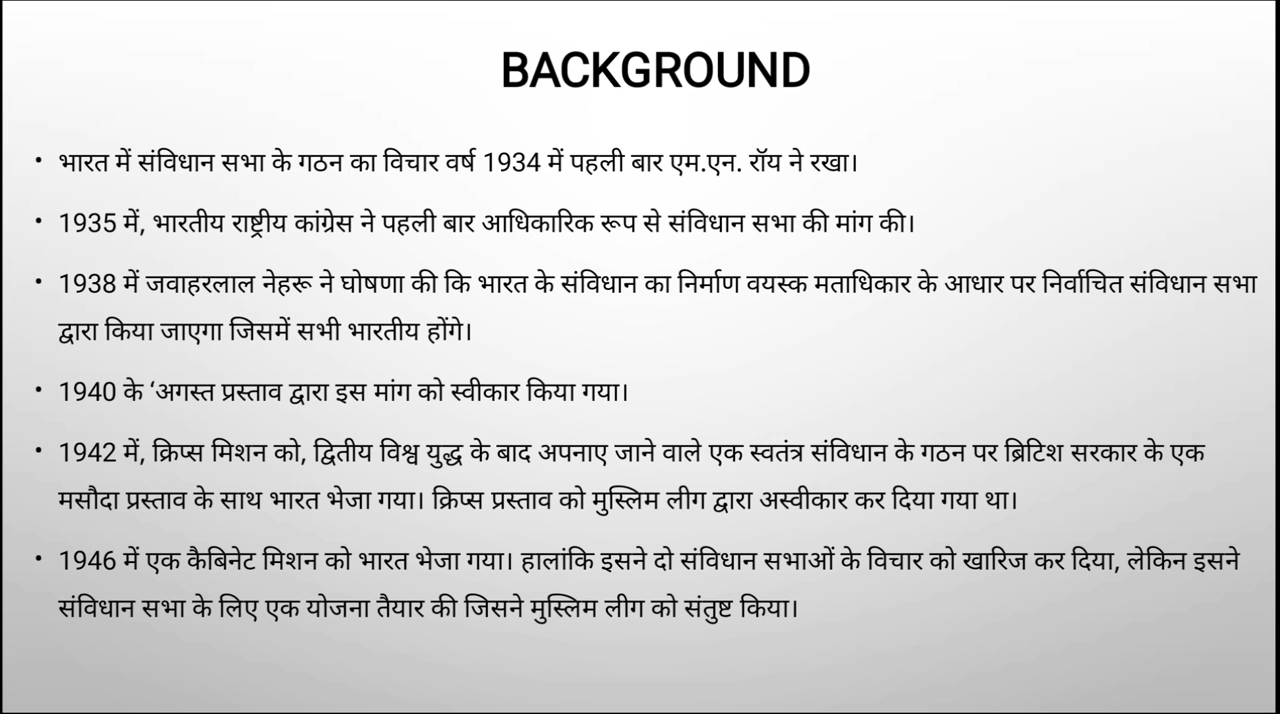 BACKGROUND
• भारत में संविधान सभा के गठन का विचार वर्ष 1934 में पहली बार एम.एन. रॉय ने रखा।
• 1935 में, भारतीय राष्ट्रीय कांग्रेस ने पहली बार आधिकारिक रूप से संविधान सभा की मांग की।
• 1938 में जवाहरलाल नेहरू ने घोषणा की कि भारत के संविधान का निर्माण वयस्क मताधिकार के आधार पर निर्वाचित संविधान सभा
द्वारा किया जाएगा जिसमें सभी भारतीय होंगे।
• 1940 के ‘अगस्त प्रस्ताव द्वारा इस मांग को स्वीकार किया गया।
• 1942 में, क्रिप्स मिशन को, द्वितीय विश्व युद्ध के बाद अपनाए जाने वाले एक स्वतंत्र संविधान के गठन पर ब्रिटिश सरकार के एक
मसौदा प्रस्ताव के साथ भारत भेजा गया। क्रिप्स प्रस्ताव को मुस्लिम लीग द्वारा अस्वीकार कर दिया गया था।
• 1946 में एक कैबिनेट मिशन को भारत भेजा गया। हालांकि इसने दो संविधान सभाओं के विचार को खारिज कर दिया, लेकिन इसने
संविधान सभा के लिए एक योजना तैयार की जिसने मुस्लिम लीग को संतुष्ट किया।